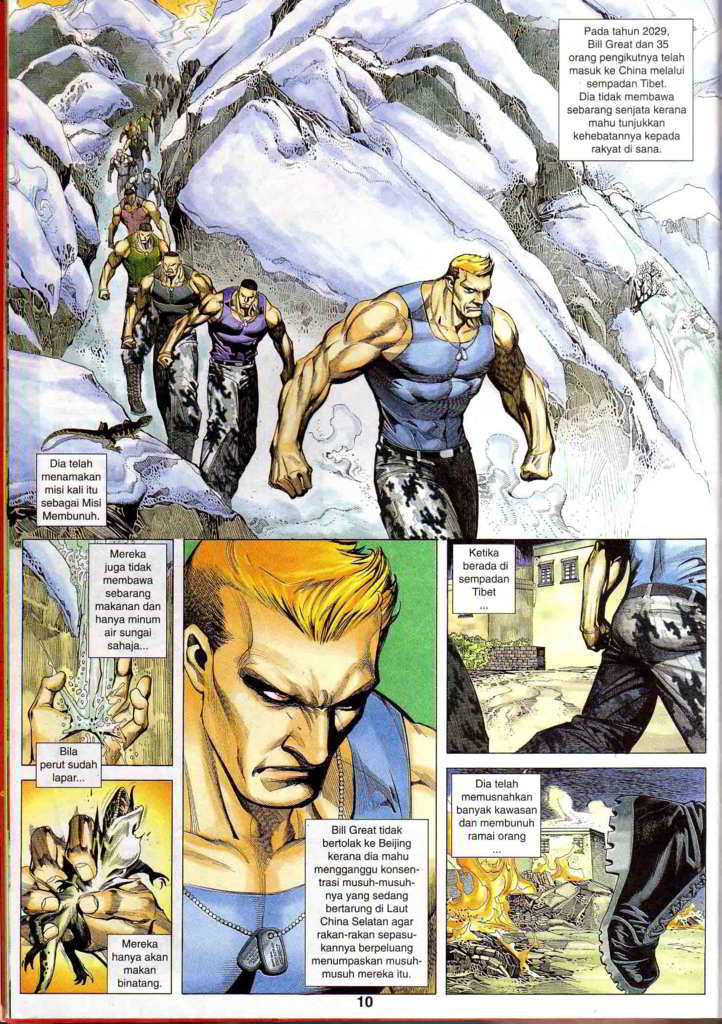 Pada tahun 2029,
Bill Great dan 35
orang pengikutnya telah
masuk ke China melalui
sempadan Tibet.
Dia tidak membawa
sebarang senjata kerana
mahu tunjukkan
kehebatannya kepada
rakyat di sana.
Dia telah
menamakan
misi kali itu
sebagai Misi
Membunuh.
Mereka
juga tidak
membawa
sebarang
makanan dan
hanya minum
air sungai
sahaja...
Bila
perut sudah
lapar...
Mereka
hanya akan
makan
binatang.
Bill Great tidak
bertolak ke Beijing
kerana dia mahu
mengganggu konsen-
trasi musuh-musuh-
nya yang sedang
bertarung di Laut
China Selatan agar
rakan-rakan sepasu-
kannya berpeluang
menumpaskan musuh-
musuh mereka itu.
Ketika
berada di
sempadan
Tibet
...
Dia telah
memusnahkan
banyak kawasan
dan membunuh
ramai orang
...
10